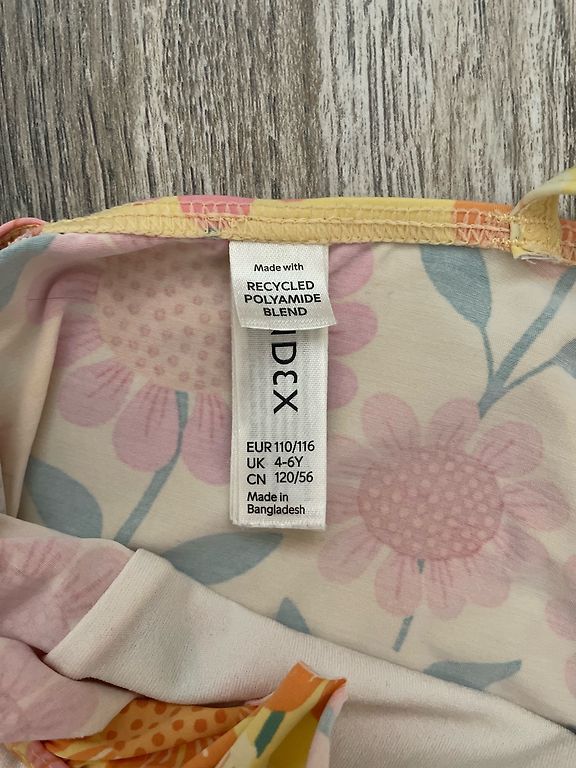 Made with
RECYCLED
POLYAMIDE
BLEND
EUR 110/116
UK 4-6Y
CN 120/56
Made in
Bangladesh